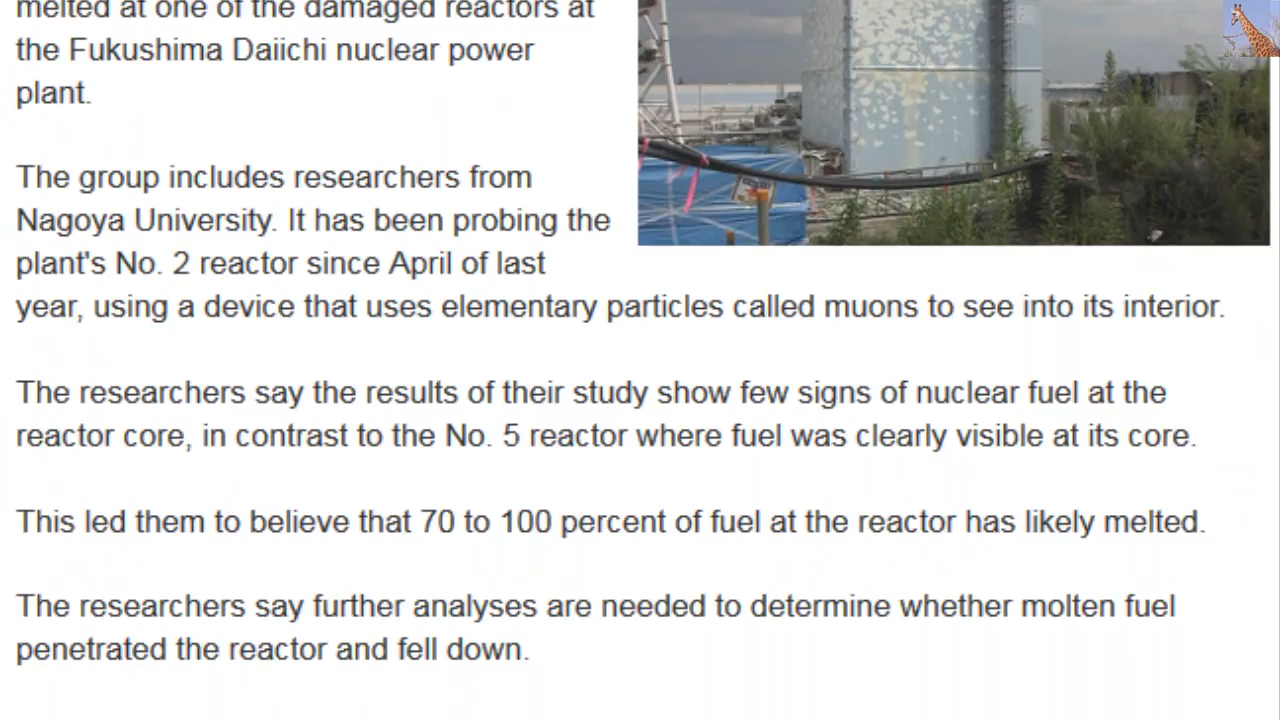 melted at one of the damaged reactors at
the Fukushima Daiichi nuclear power
plant.
The group includes researchers from
Nagoya University. It has been probing the
plant's No. 2 reactor since April of last
year, using a device that uses elementary particles called muons to see into its interior.
The researchers say the results of their study show few signs of nuclear fuel at the
reactor core, in contrast to the No. 5 reactor where fuel was clearly visible at its core.
This led them to believe that 70 to 100 percent of fuel at the reactor has likely melted.
The researchers say further analyses are needed to determine whether molten fuel
penetrated the reactor and fell down.